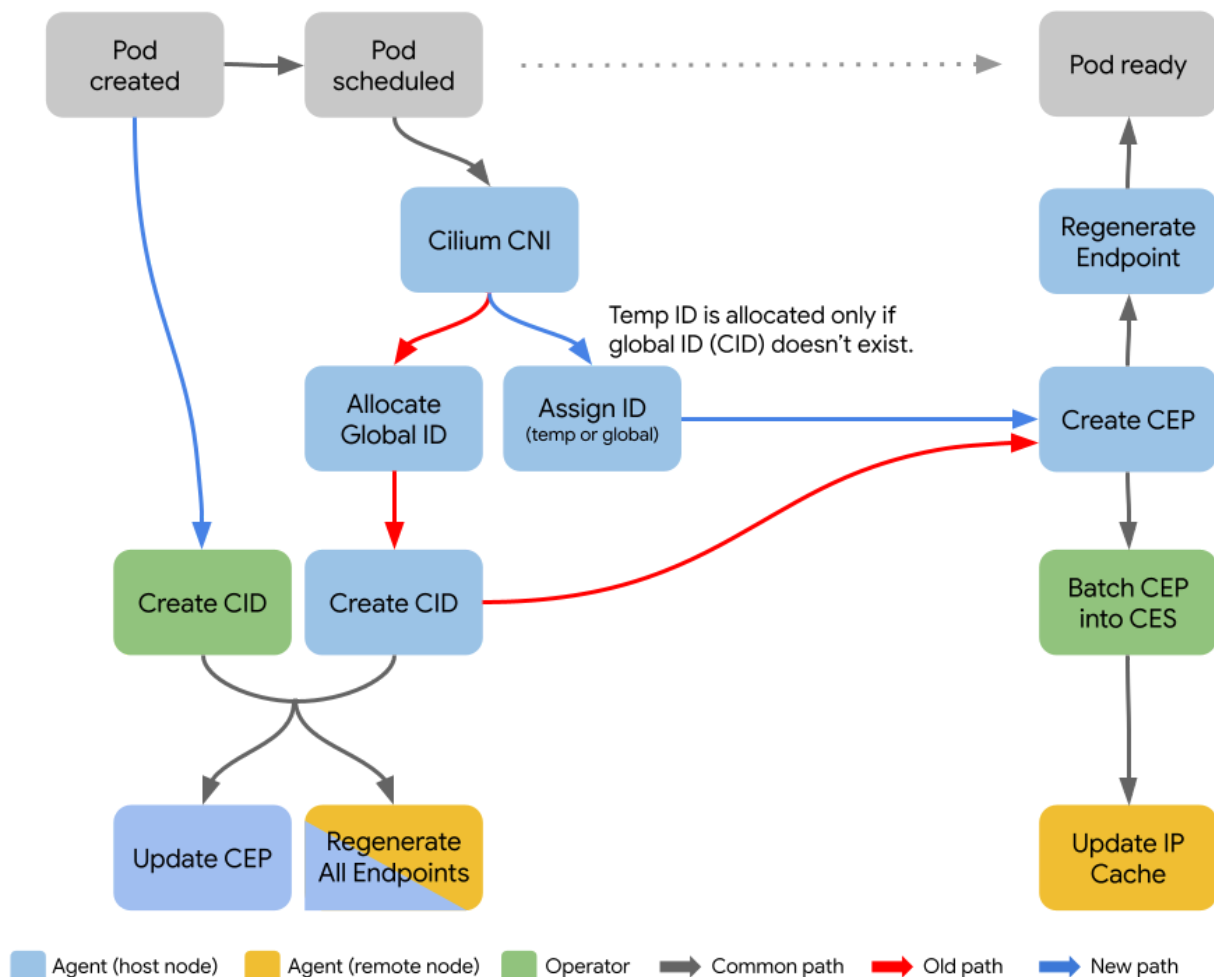 Pod
created
Pod
scheduled
Pod ready
Cilium CNI
Regenerate
Endpoint
Temp ID is allocated only if
global ID (CID) doesn't exist.
Allocate
Global ID
Assign ID
(temp or global)
Create CEP
Create CID
Create CID
Batch CEP
into CES
Update CEP
Regenerate
All Endpoints
Update IP
Cache
Agent (host node)
Agent (remote node)
Operator
Common path
Old path
New path